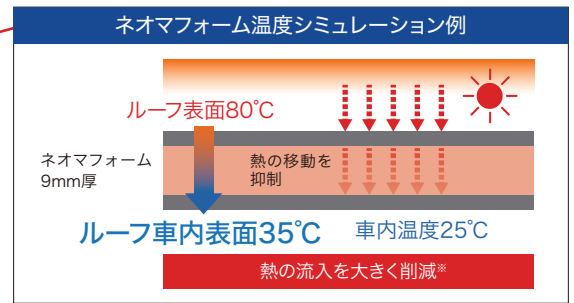 ネオマフォーム温度シミュレーション例
ルーフ表面80℃
ネオマフォーム
9mm厚
熱の移動を
抑制
ルーフ車内表面35℃
車内温度25℃
熱の流入を大きく削減※